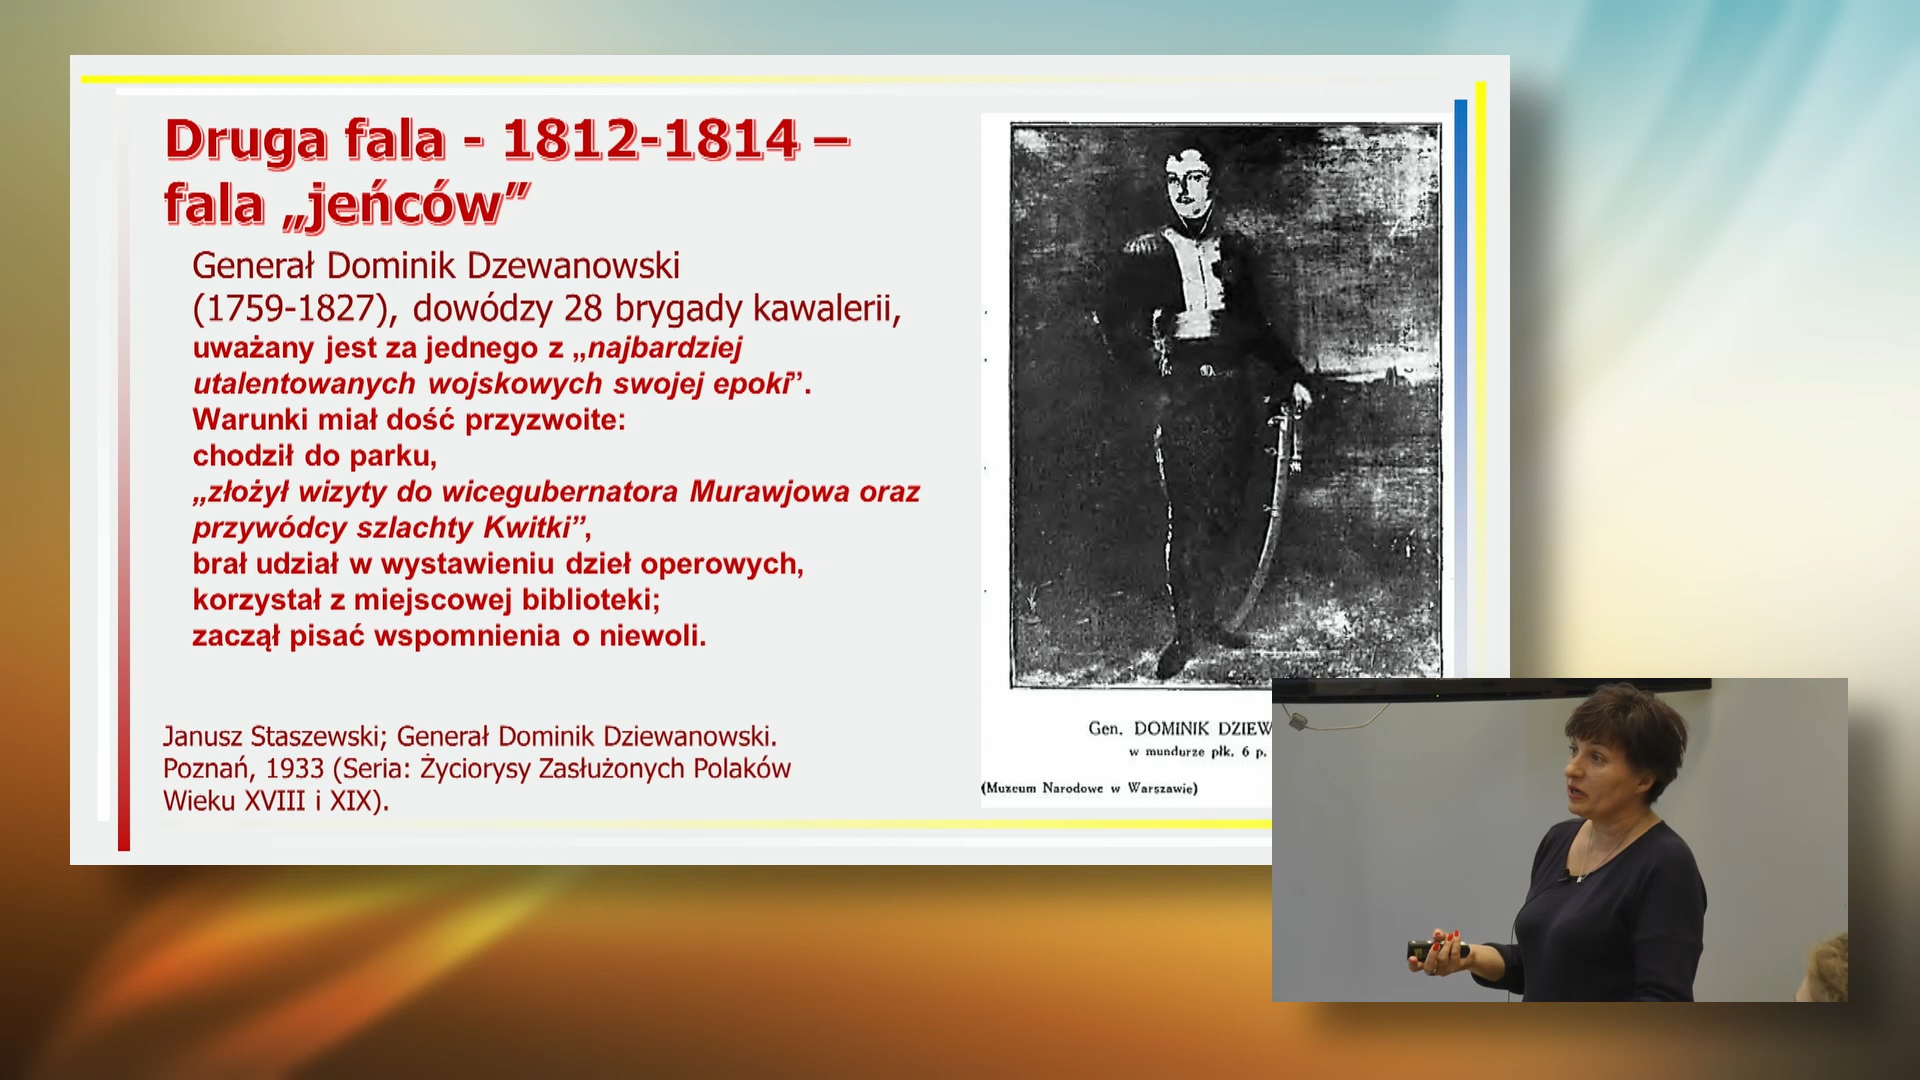 Druga fala - 1812-1814 –
fala „jeńców”
Generał Dominik Dzewanowski
(1759-1827), dowódzy 28 brygady kawalerii,
uważany jest za jednego z „najbardziej
utalentowanych wojskowych swojej epoki”.
Warunki miał dość przyzwoite:
chodził do parku,
„złożył wizyty do wicegubernatora Murawjowa oraz
przywódcy szlachty Kwitki”,
brał udział w wystawieniu dzieł operowych,
korzystał z miejscowej biblioteki;
zaczął pisać wspomnienia o niewoli.
Janusz Staszewski; Generał Dominik Dziewanowski.
Poznań, 1933 (Seria: Życiorysy Zasłużonych Polaków
Wieku XVIII i XIX).
Gen. DOMINIK DZIEW
w mundurze płk. 6 p.
(Muzeum Narodowe w Warszawie)